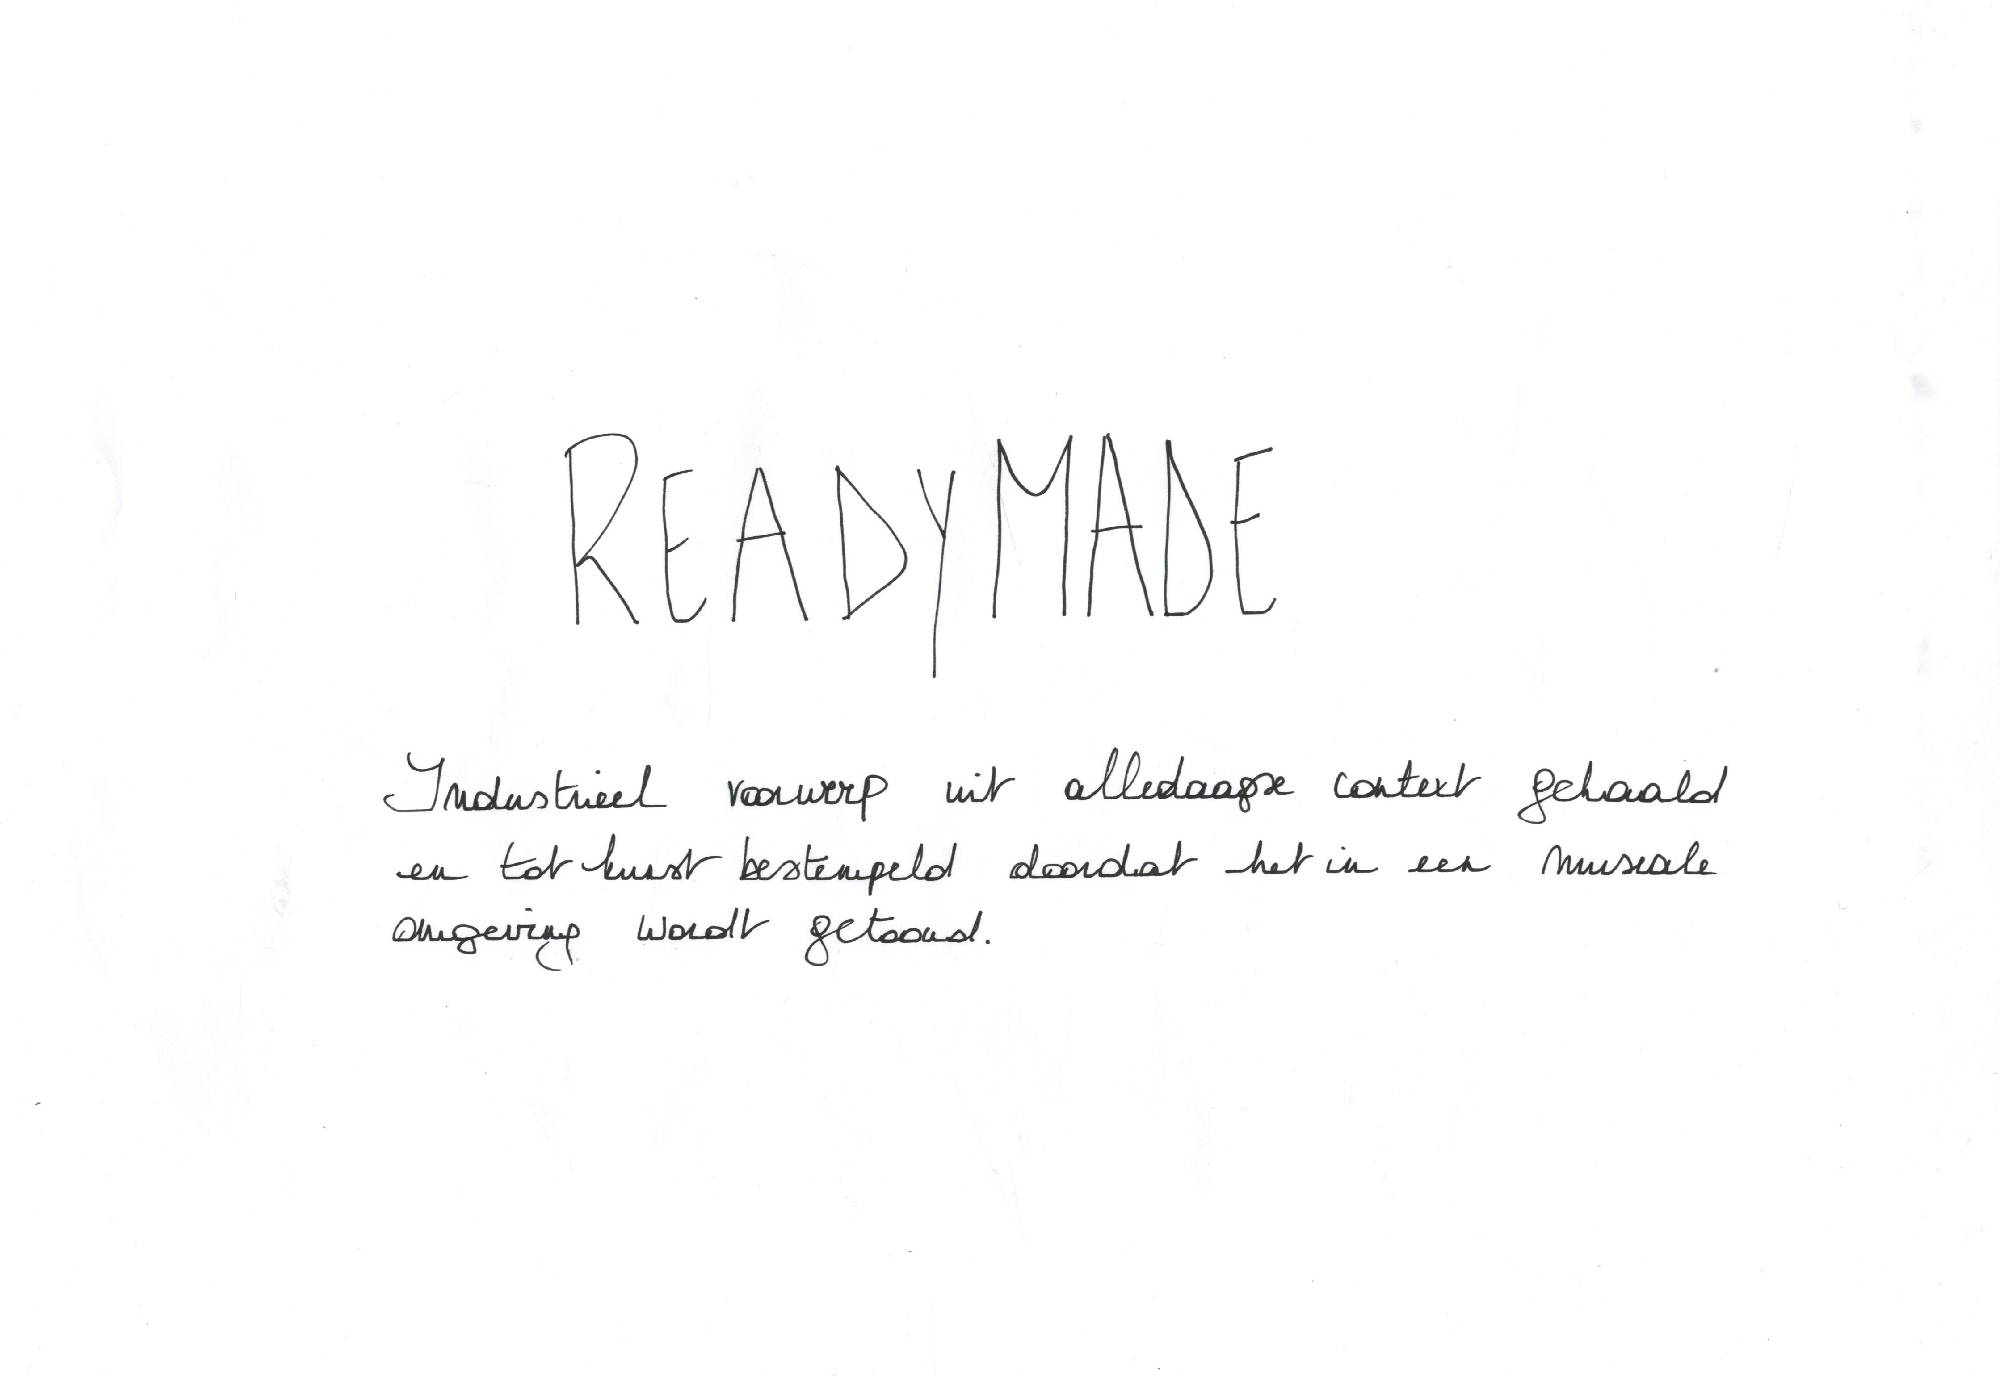 READYMADE
Industrieel voorwerp uit alledaagse context gehaald
en tot kunst bestempeld doordat het in een museale
omgeving wordt getoond.